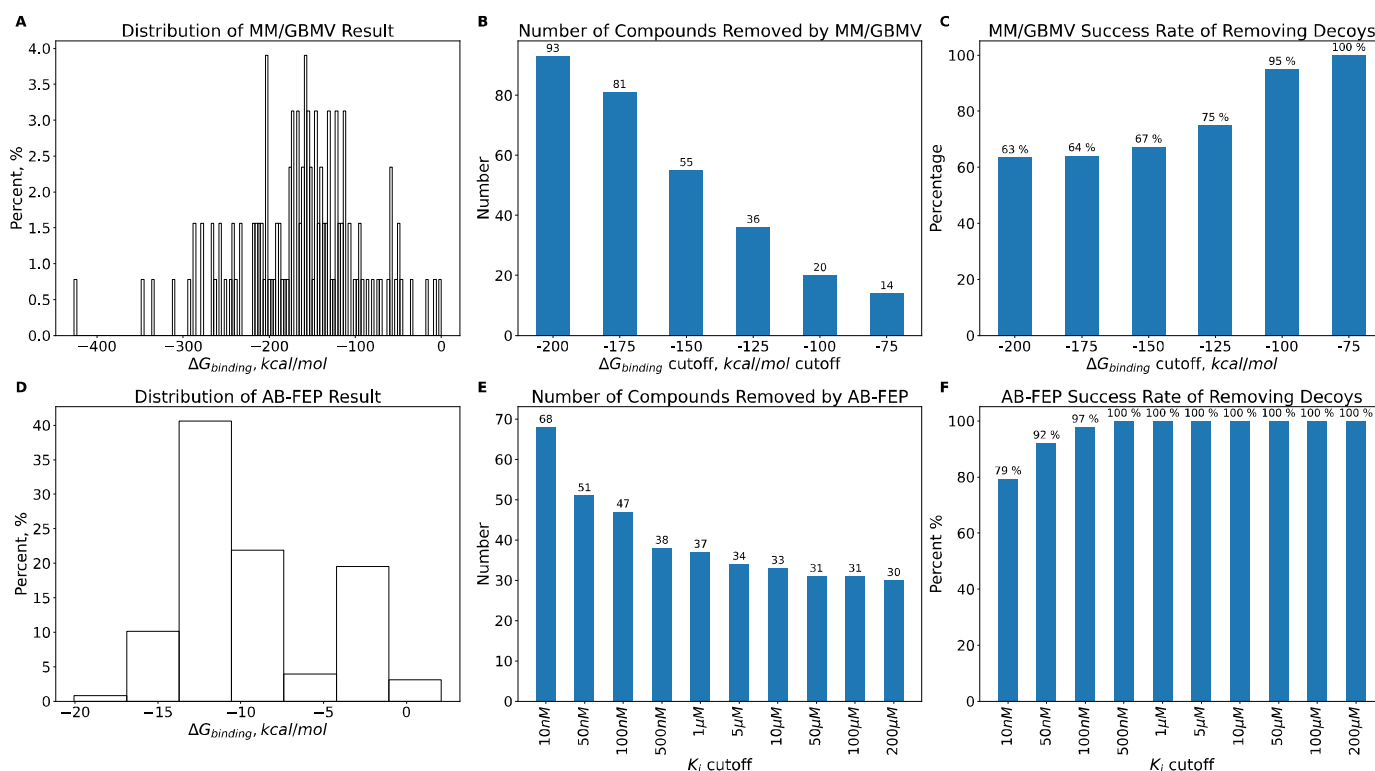 A
Distribution of MM/GBMV Result
Percent, %
4.0
3.5
3.0
2.5
2.0
1.5
1.0
0.5
0.0
−400 −300 −200 −100 0
ΔG_binding, kcal/mol
B
Number of Compounds Removed by MM/GBMV
Number
80
60
40
20
0
93
81
55
36
20
14
-200 -175 -150 -125 -100 -75
ΔG_binding cutoff, kcal/mol cutoff
C
MM/GBMV Success Rate of Removing Decoys
Percentage
100
80
60
40
20
0
63 %
64 %
67 %
75 %
95 %
100 %
-200 -175 -150 -125 -100 -75
ΔG_binding cutoff, kcal/mol
D
Distribution of AB-FEP Result
Percent, %
40
35
30
25
20
15
10
5
0
−20 −15 −10 −5 0
ΔG_binding, kcal/mol
E
Number of Compounds Removed by AB-FEP
Number
70
60
50
40
30
20
10
0
68
51
47
38
37
34
33
31
31
30
10nM 50nM 100nM 500nM 1μM 5μM 10μM 50μM 100μM 200μM
K_i cutoff
F
AB-FEP Success Rate of Removing Decoys
Percent %
100
80
60
40
20
0
79 %
92 %
97 %
100 % 100 % 100 % 100 % 100 % 100 % 100 %
10nM 50nM 100nM 500nM 1μM 5μM 10μM 50μM 100μM 200μM
K_i cutoff